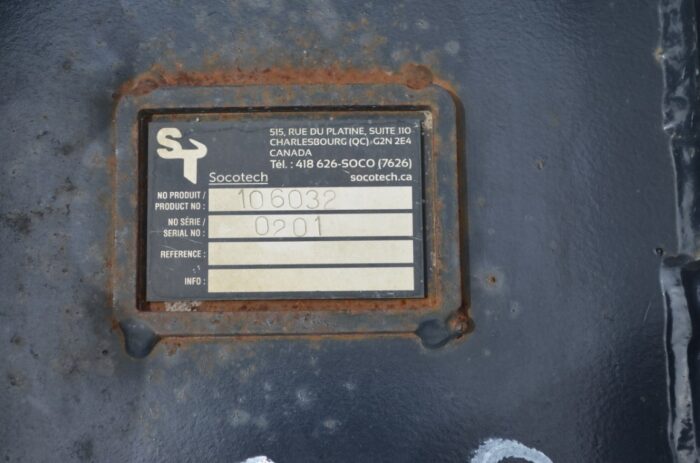 ST
515, RUE DU PLATINE, SUITE 110
CHARLESBOURG (QC) G2N 2E4
CANADA
Tél. : 418 626-SOCO (7626)
Socotech socotech.ca
NO PRODUIT /
PRODUCT NO : 106032
NO SÉRIE /
SERIAL NO : 0201
REFERENCE :
INFO :